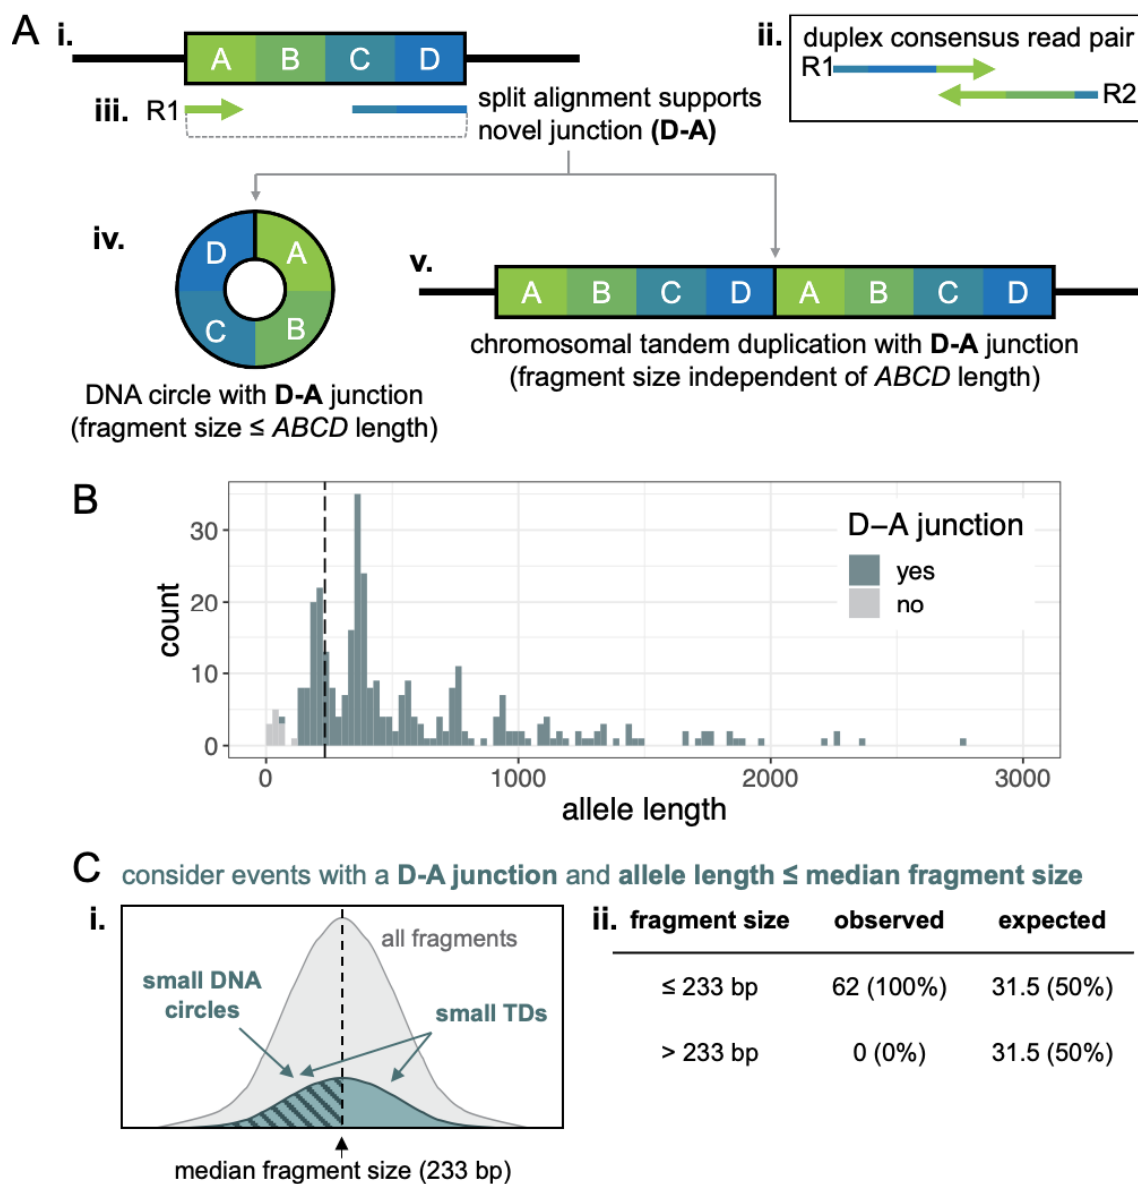 A
i.
A B C D
ii.
duplex consensus read pair
R1
R2
iii.
R1
split alignment supports
novel junction (D-A)
iv.
D A
C B
DNA circle with D-A junction
(fragment size ≤ ABCD length)
v.
A B C D A B C D
chromosomal tandem duplication with D-A junction
(fragment size independent of ABCD length)
B
count
30
20
10
0
D–A junction
yes
no
0 1000 2000 3000
allele length
C
consider events with a D-A junction and allele length ≤ median fragment size
i.
all fragments
small DNA
circles
small TDs
median fragment size (233 bp)
ii.
fragment size observed expected
≤ 233 bp 62 (100%) 31.5 (50%)
> 233 bp 0 (0%) 31.5 (50%)